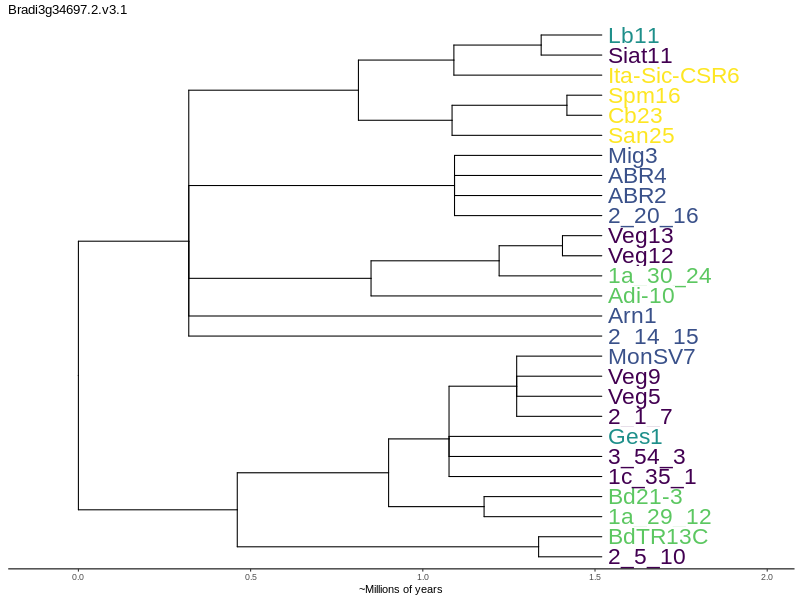 Bradi3g34697.2.v3.1
Lb11
Siat11
Ita-Sic-CSR6
Spm16
Cb23
San25
Mig3
ABR4
ABR2
2_20_16
Veg13
Veg12
1a_30_24
Adi-10
Arn1
2_14_15
MonSV7
Veg9
Veg5
2_1_7
Ges1
3_54_3
1c_35_1
Bd21-3
1a_29_12
BdTR13C
2_5_10
0.0 0.5 1.0 1.5 2.0
~Millions of years